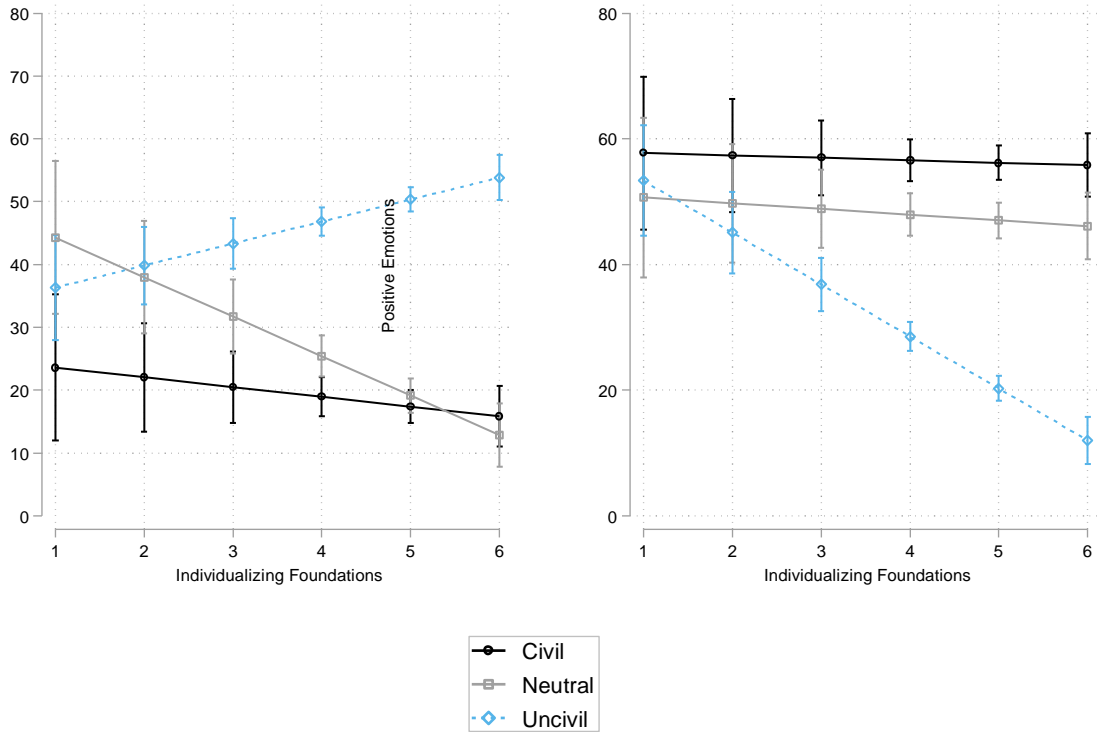 80
70
60
50
40
30
20
10
0
1 2 3 4 5 6
Individualizing Foundations
Positive Emotions
80
60
40
20
0
1 2 3 4 5 6
Individualizing Foundations
Civil
Neutral
Uncivil